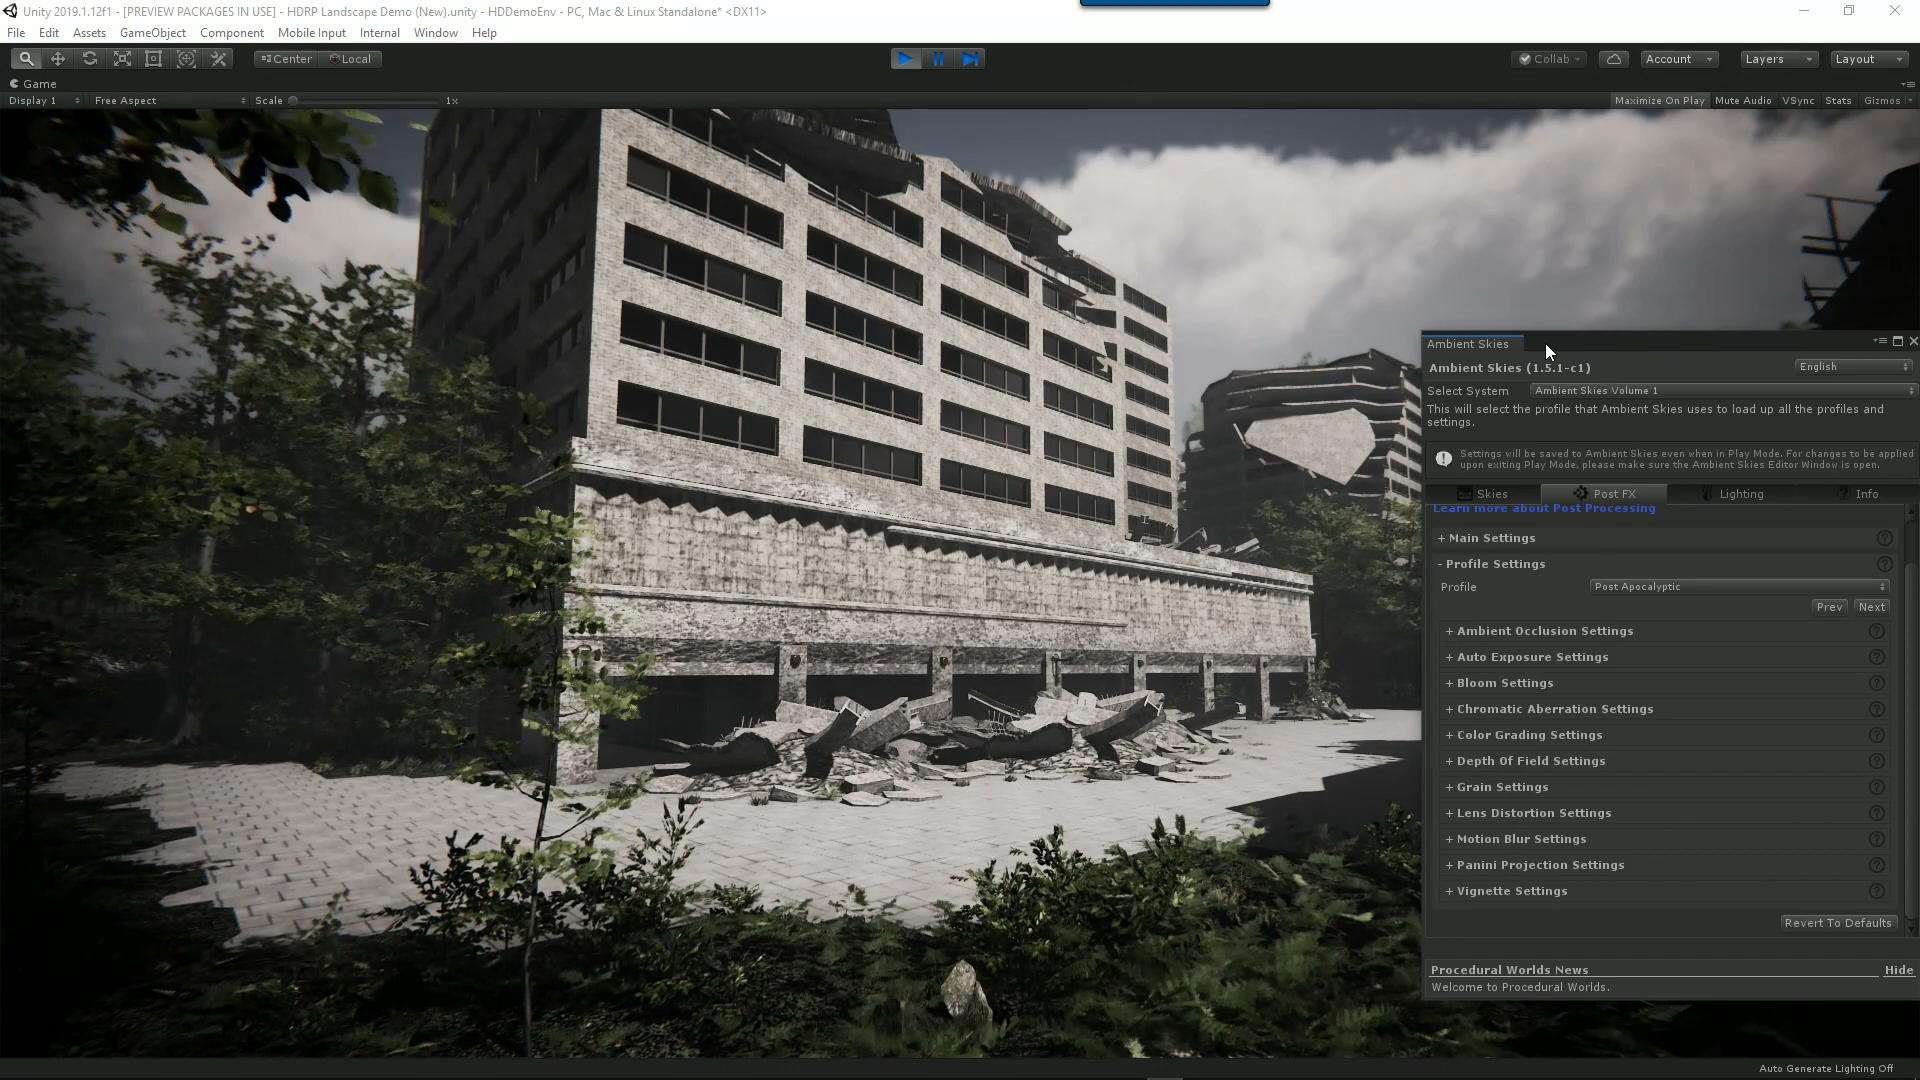 Unity 2019.1.12f1 - [PREVIEW PACKAGES IN USE] - HDRP Landscape Demo (New).unity - HDDemoEnv - PC, Mac & Linux Standalone* <DX11>
File Edit Assets GameObject Component Mobile Input Internal Window Help
Center Local Collab Account Layers Layout
Game
Display 1 Free Aspect Scale 1x Maximize On Play Mute Audio VSync Stats Gizmos
Ambient Skies
Ambient Skies (1.5.1-c1) English
Select System Ambient Skies Volume 1
This will select the profile that Ambient Skies uses to load up all the profiles and
settings.
Settings will be saved to Ambient Skies even when in Play Mode. For changes to be applied
upon exiting Play Mode, please make sure the Ambient Skies Editor Window is open.
Skies Post FX Lighting Info
Learn more about Post Processing
+ Main Settings
- Profile Settings
Profile Post Apocalyptic
Prev Next
+ Ambient Occlusion Settings
+ Auto Exposure Settings
+ Bloom Settings
+ Chromatic Aberration Settings
+ Color Grading Settings
+ Depth Of Field Settings
+ Grain Settings
+ Lens Distortion Settings
+ Motion Blur Settings
+ Panini Projection Settings
+ Vignette Settings
Revert To Defaults
Procedural Worlds News Hide
Welcome to Procedural Worlds.
Auto Generate Lighting Off